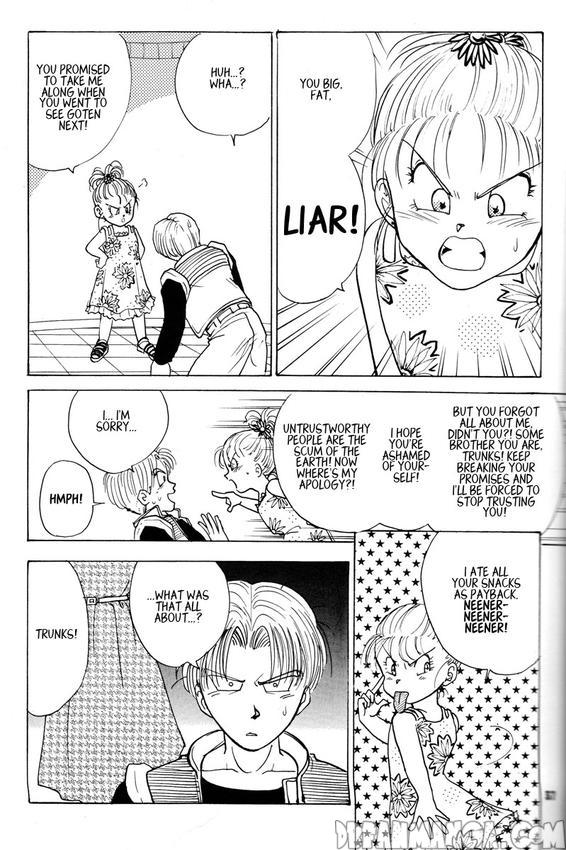 YOU BIG,
FAT,
LIAR!
HUH...?
WHA...?
YOU PROMISED
TO TAKE ME
ALONG WHEN
YOU WENT TO
SEE GOTEN
NEXT!
BUT YOU FORGOT
ALL ABOUT ME,
DIDN'T YOU?! SOME
BROTHER YOU ARE,
TRUNKS! KEEP
BREAKING YOUR
PROMISES AND
I'LL BE FORCED TO
STOP TRUSTING
YOU!
I HOPE
YOU'RE
ASHAMED
OF YOUR-
SELF!
UNTRUSTWORTHY
PEOPLE ARE THE
SCUM OF THE
EARTH! NOW
WHERE'S MY
APOLOGY?!
I... I'M
SORRY...
HMPH!
I ATE ALL
YOUR SNACKS
AS PAYBACK.
NEENER-
NEENER-
NEENER!
...WHAT WAS
THAT ALL
ABOUT...?
TRUNKS!
DBFANMANGA.COM